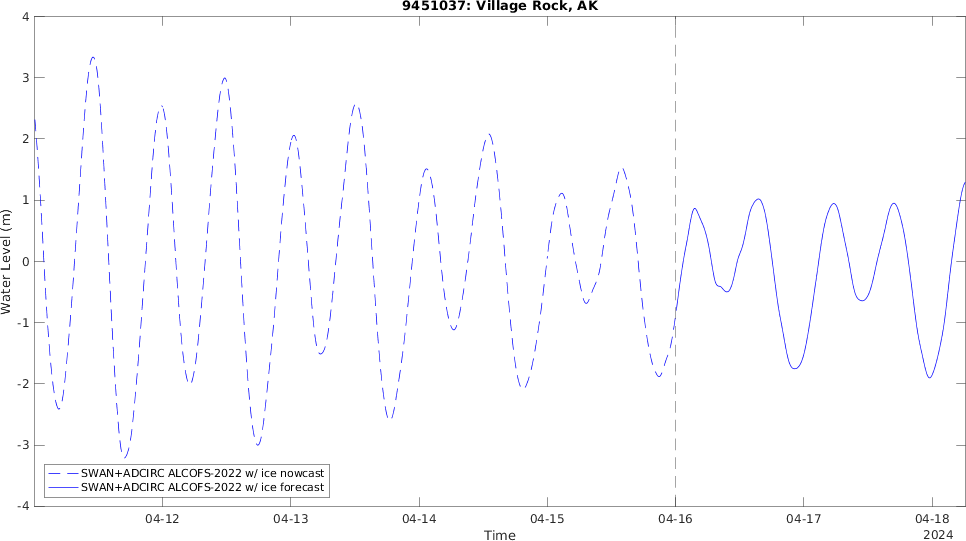 9451037: Village Rock, AK
4
3
2
1
0
-1
-2
-3
-4
Water Level (m)
SWAN+ADCIRC ALCOFS-2022 w/ ice nowcast
SWAN+ADCIRC ALCOFS-2022 w/ ice forecast
04-12 04-13 04-14 04-15 04-16 04-17 04-18
Time 2024